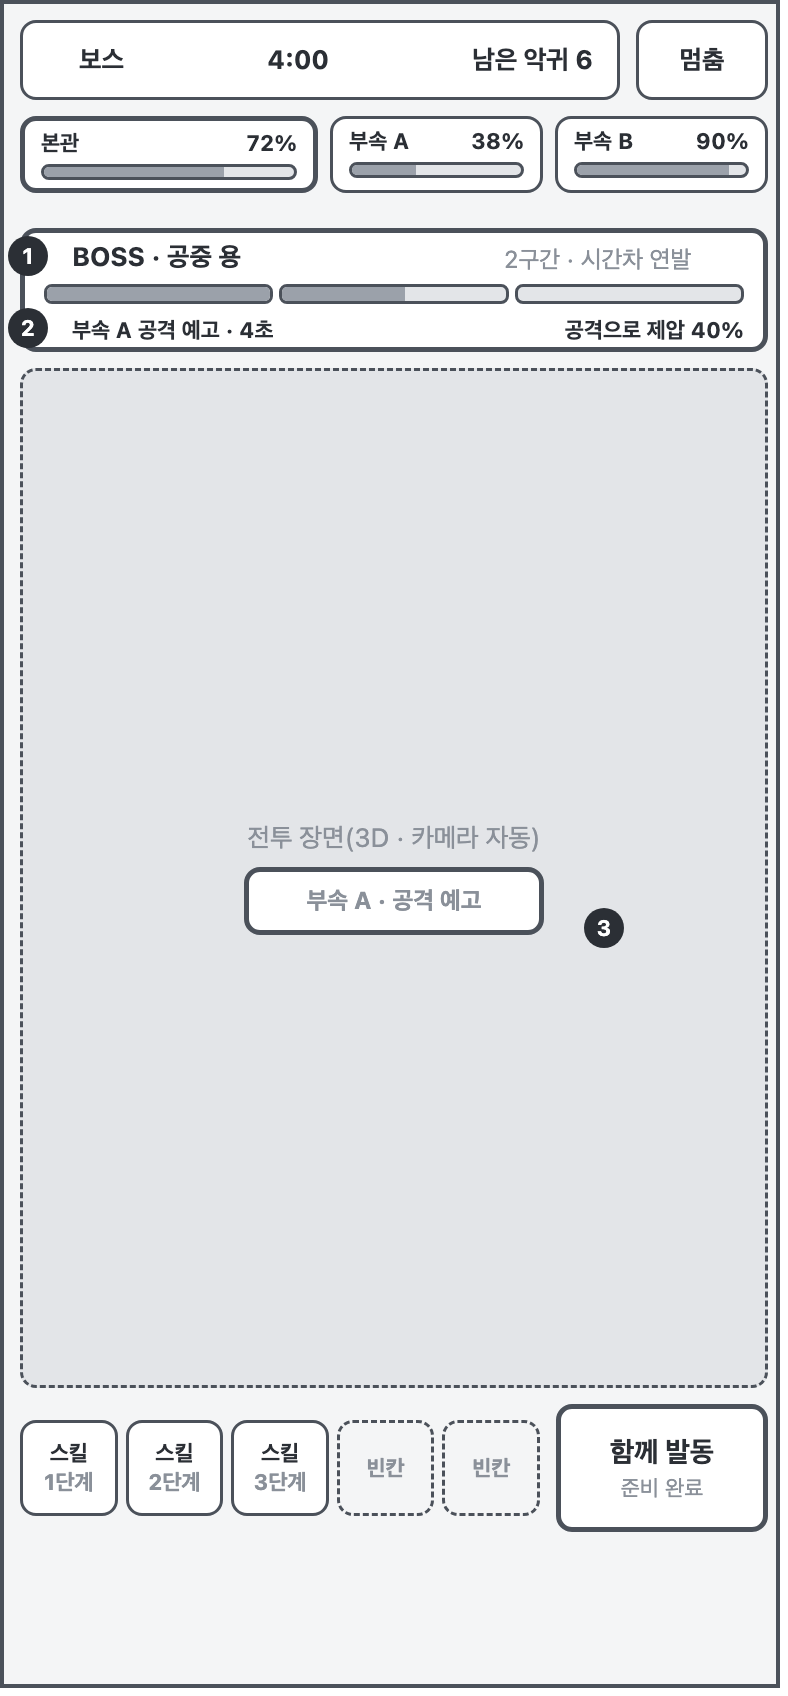 보스 4:00 남은 악귀 6 멈춤
본관 72% 부속 A 38% 부속 B 90%
1 BOSS · 공중 용 2구간 · 시간차 연발
2 부속 A 공격 예고 · 4초 공격으로 제압 40%
전투 장면(3D · 카메라 자동)
부속 A · 공격 예고
3
스킬 스킬 스킬 빈칸 빈칸 함께 발동
1단계 2단계 3단계 준비 완료